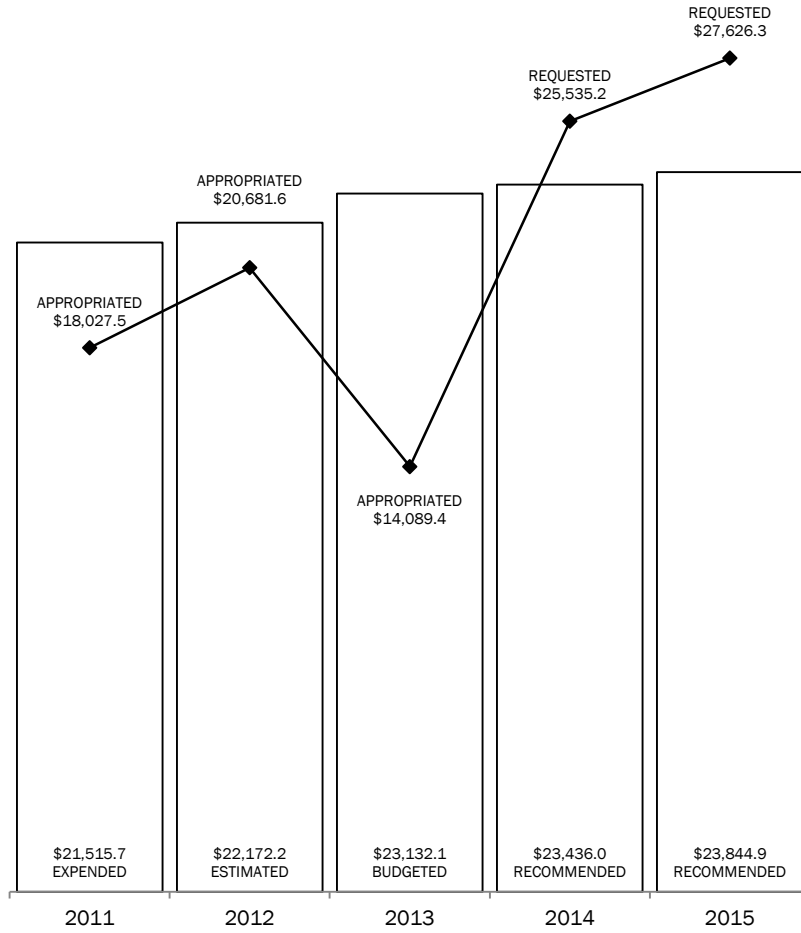 REQUESTED
$27,626.3
REQUESTED
$25,535.2
APPROPRIATED
$20,681.6
APPROPRIATED
$18,027.5
APPROPRIATED
$14,089.4
$21,515.7
EXPENDED
$22,172.2
ESTIMATED
$23,132.1
BUDGETED
$23,436.0
RECOMMENDED
$23,844.9
RECOMMENDED
2011
2012
2013
2014
2015